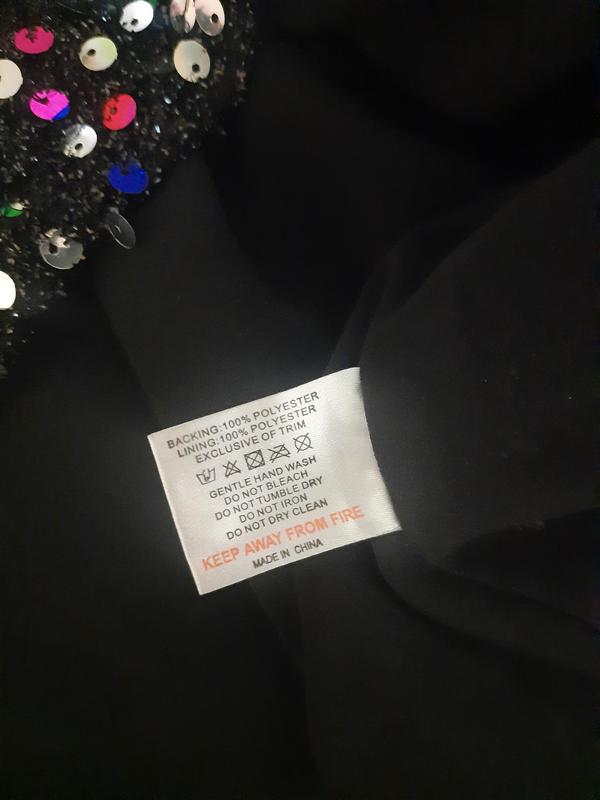 BACKING:100% POLYESTER
LINING:100% POLYESTER
EXCLUSIVE OF TRIM
GENTLE HAND WASH
DO NOT BLEACH
DO NOT TUMBLE DRY
DO NOT IRON
DO NOT DRY CLEAN
KEEP AWAY FROM FIRE
MADE IN CHINA